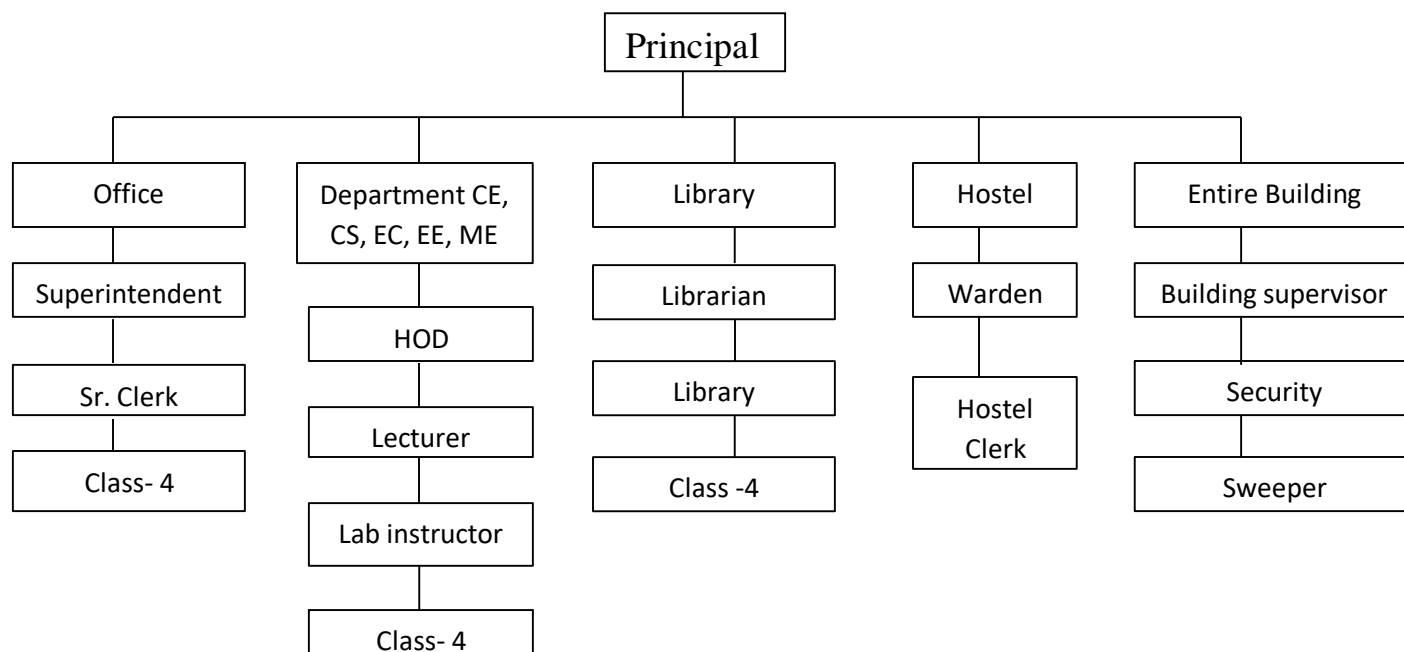 Principal
Office
Department CE,
CS, EC, EE, ME
Library
Hostel
Entire Building
Superintendent
HOD
Librarian
Warden
Building supervisor
Sr. Clerk
Lecturer
Library
Hostel
Clerk
Security
Class- 4
Lab instructor
Class -4
Sweeper
Class- 4